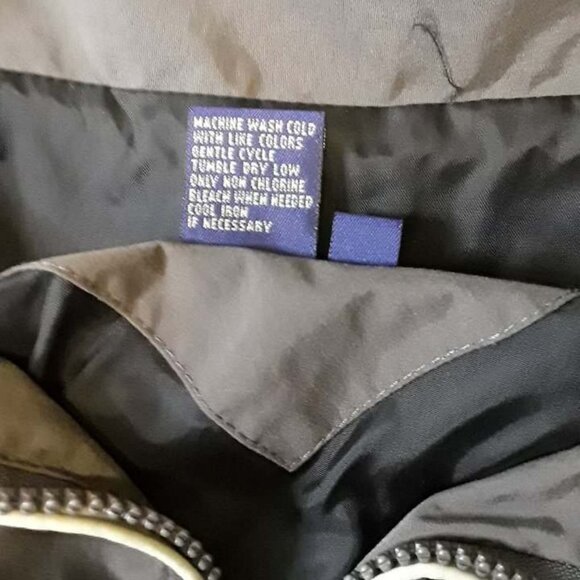 MACHINE WASH COLD
WITH LIKE COLORS
GENTLE CYCLE
TUMBLE DRY LOW
ONLY NON CHLORINE
BLEACH WHEN NEEDED
COOL IRON
IF NECESSARY